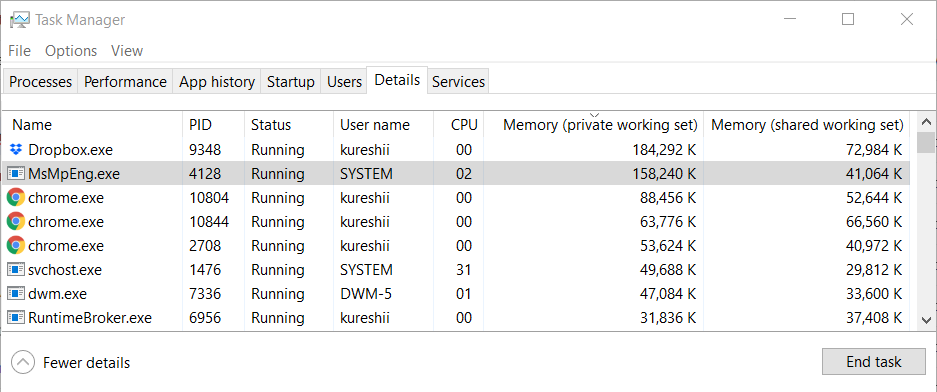 Task Manager
File Options View
Processes Performance App history Startup Users Details Services
Name PID Status User name CPU Memory (private working set) Memory (shared working set)
Dropbox.exe 9348 Running kureshii 00 184,292 K 72,984 K
MsMpEng.exe 4128 Running SYSTEM 02 158,240 K 41,064 K
chrome.exe 10804 Running kureshii 00 88,456 K 52,644 K
chrome.exe 10844 Running kureshii 00 63,776 K 66,560 K
chrome.exe 2708 Running kureshii 00 53,624 K 40,972 K
svchost.exe 1476 Running SYSTEM 31 49,688 K 29,812 K
dwm.exe 7336 Running DWM-5 01 47,084 K 33,600 K
RuntimeBroker.exe 6956 Running kureshii 00 31,836 K 37,408 K
Fewer details End task